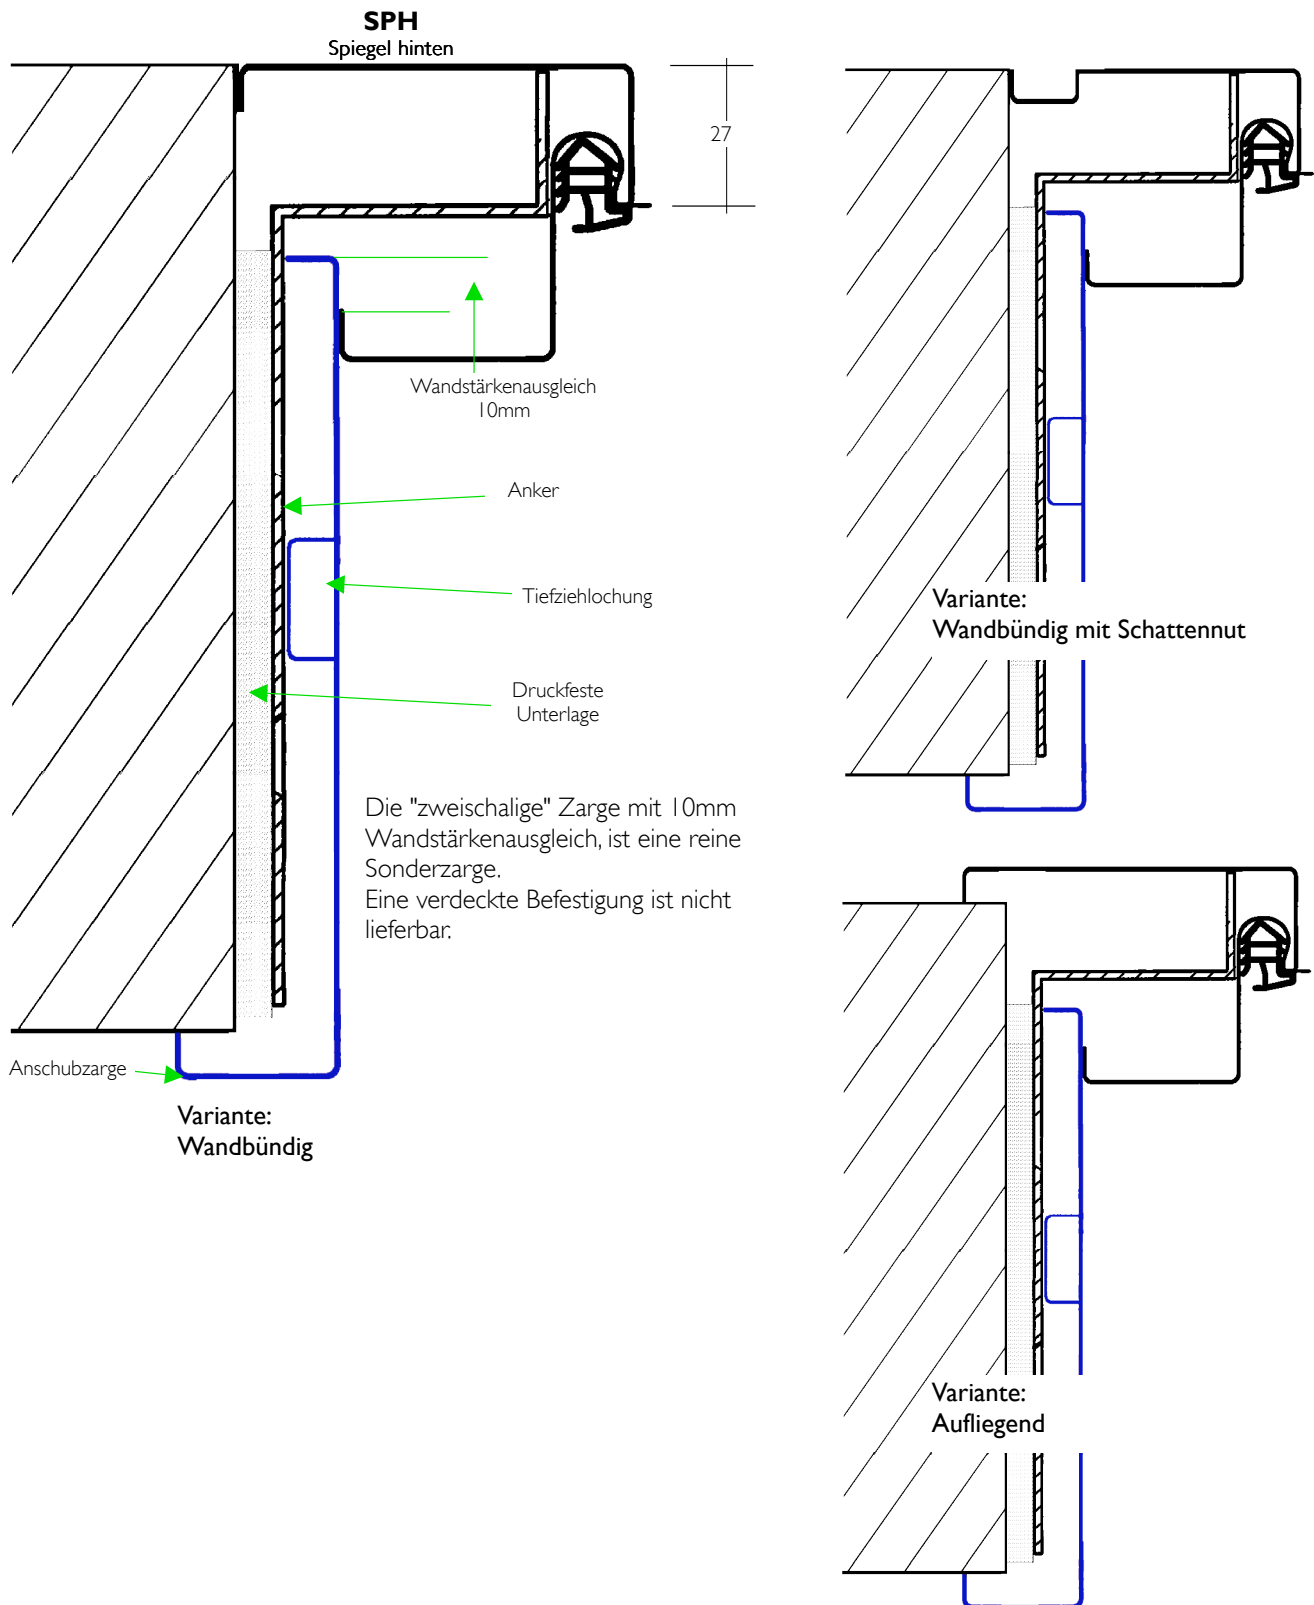 SPH
Spiegel hinten
27
Wandstärkenausgleich
10mm
Anker
Tiefziehlochung
Druckfeste
Unterlage
Die "zweischalige" Zarge mit 10mm
Wandstärkenausgleich, ist eine reine
Sonderzarge.
Eine verdeckte Befestigung ist nicht
lieferbar.
Anschubzarge
Variante:
Wandbündig
Variante:
Wandbündig mit Schattennut
Variante:
Aufliegend